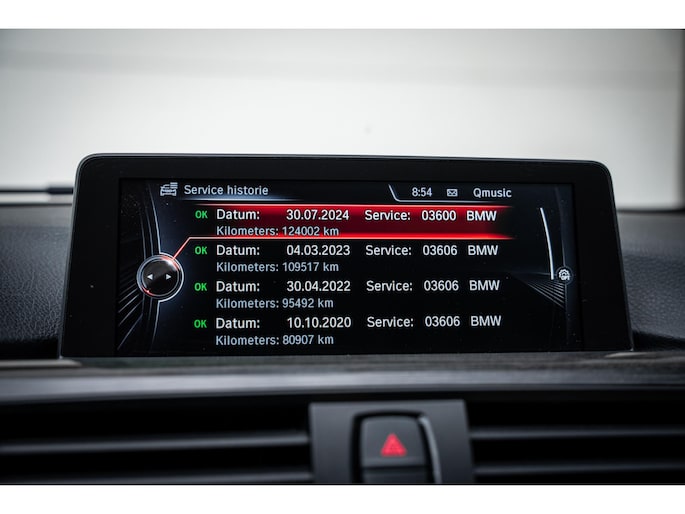 Service historie 8:54 Qmusic
OK Datum: 30.07.2024 Service: 03600 BMW
Kilometers: 124002 km
OK Datum: 04.03.2023 Service: 03606 BMW
Kilometers: 109517 km
OK Datum: 30.04.2022 Service: 03606 BMW
Kilometers: 95492 km
OK Datum: 10.10.2020 Service: 03606 BMW
Kilometers: 80907 km